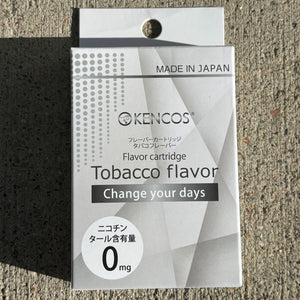 MADE IN JAPAN
KENCOS®
フレーバーカートリッジ
タバコフレーバー
Flavor cartridge
Tobacco flavor
Change your days
ニコチン
タール含有量
0mg